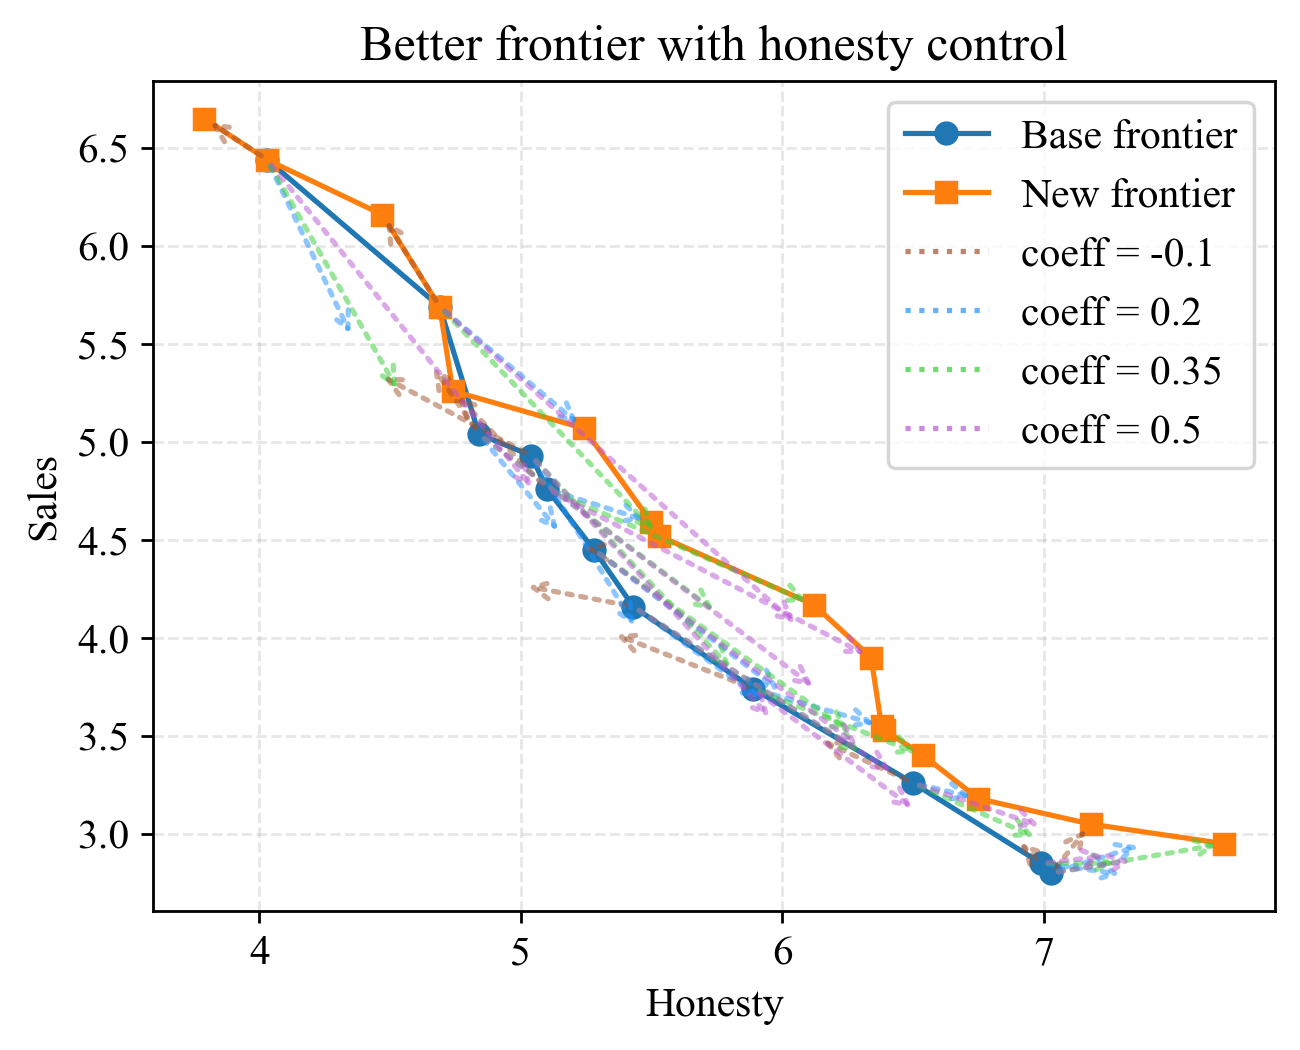 Better frontier with honesty control
Base frontier
New frontier
coeff = -0.1
coeff = 0.2
coeff = 0.35
coeff = 0.5
6.5
6.0
5.5
5.0
4.5
4.0
3.5
3.0
Sales
4
5
6
7
Honesty